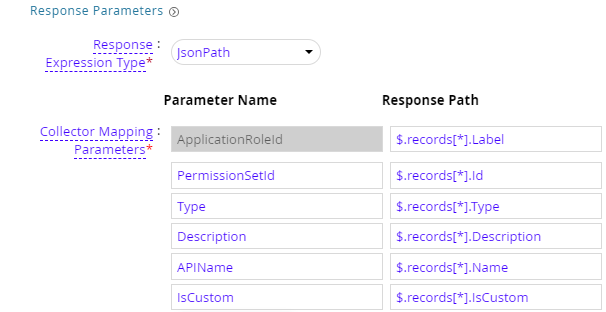 Response Parameters
Response :
Expression Type*
JsonPath
Parameter Name Response Path
Collector Mapping :
Parameters*
ApplicationRoleId $.records[*].Label
PermissionSetId $.records[*].Id
Type $.records[*].Type
Description $.records[*].Description
APIName $.records[*].Name
IsCustom $.records[*].IsCustom